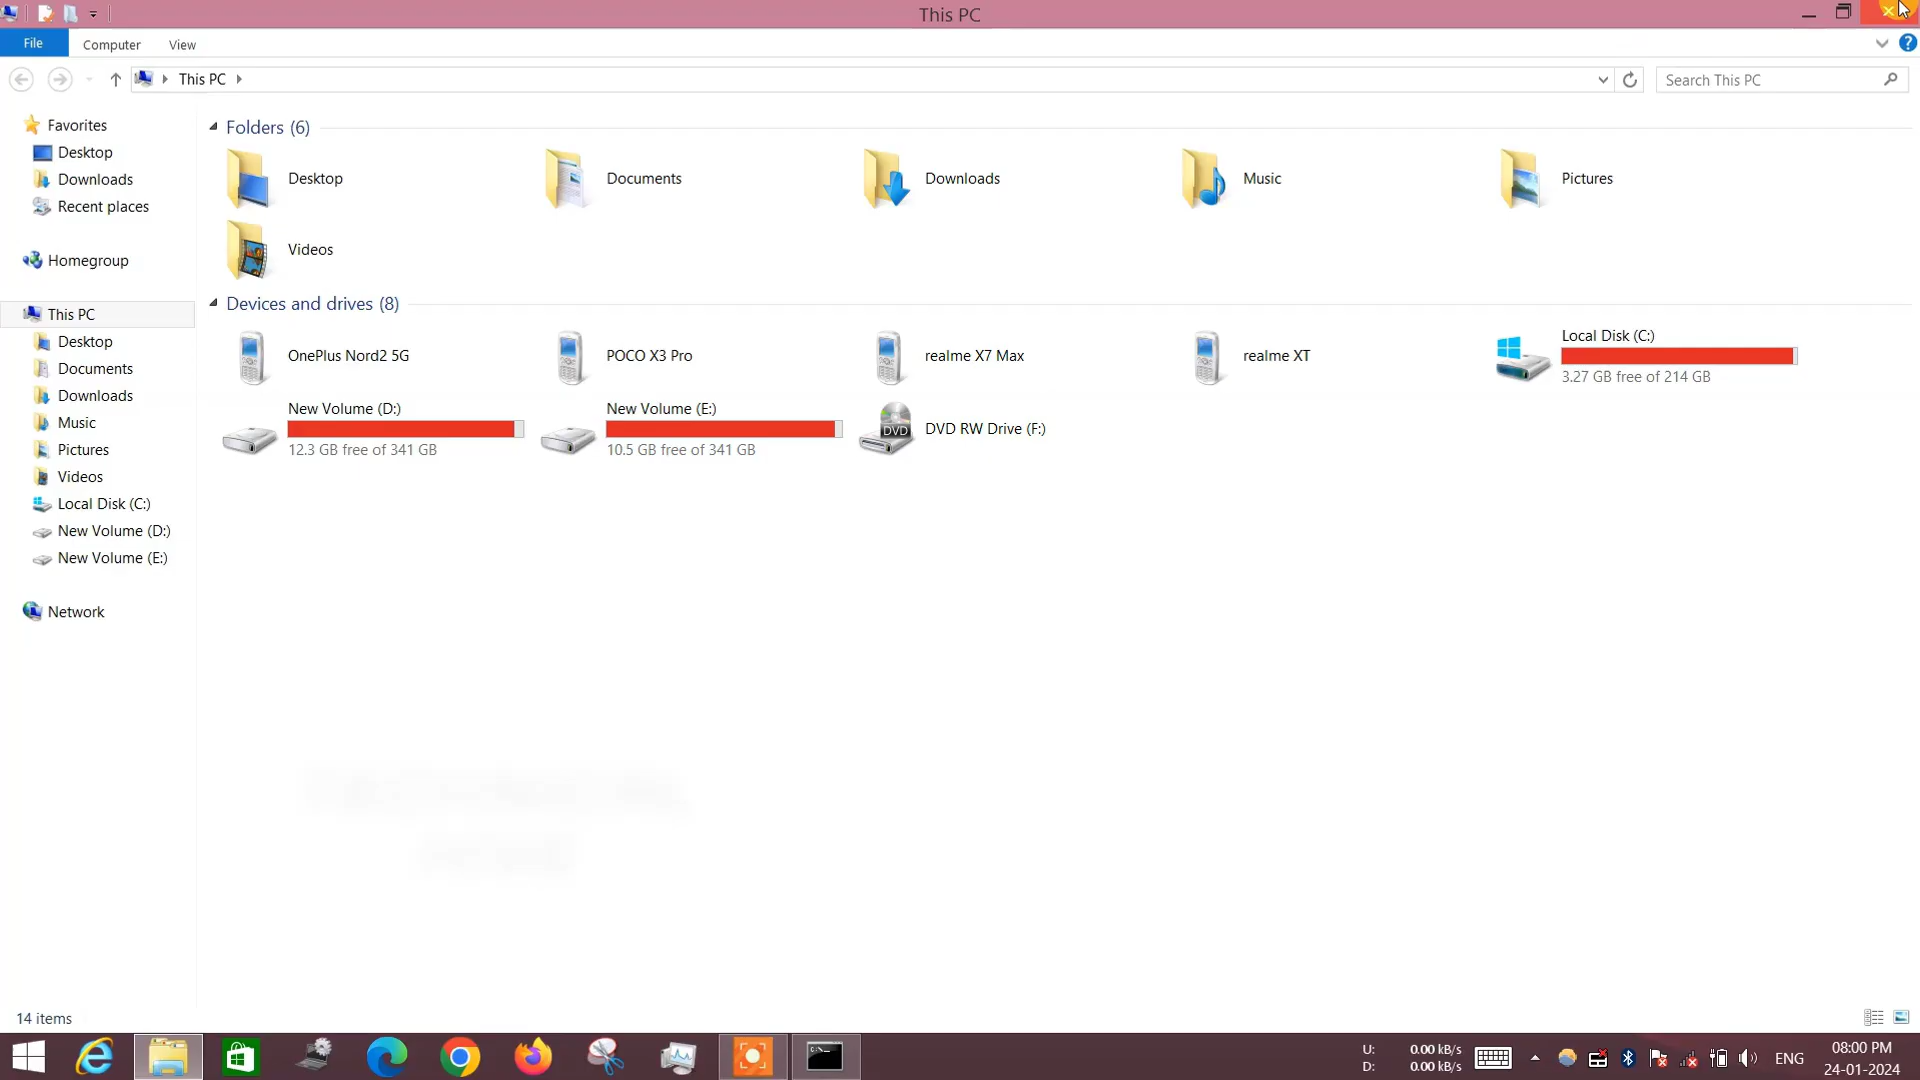 This PC
File
Computer
View
This PC
Search This PC
Favorites
Desktop
Downloads
Recent places
Homegroup
This PC
Desktop
Documents
Downloads
Music
Pictures
Videos
Local Disk (C:)
New Volume (D:)
New Volume (E:)
Network
Folders (6)
Desktop
Documents
Downloads
Music
Pictures
Videos
Devices and drives (8)
OnePlus Nord2 5G
POCO X3 Pro
realme X7 Max
realme XT
Local Disk (C:)
3.27 GB free of 214 GB
New Volume (D:)
12.3 GB free of 341 GB
New Volume (E:)
10.5 GB free of 341 GB
DVD
DVD RW Drive (F:)
14 items
U: 0.00 kB/s
D: 0.00 kB/s
ENG
08:00 PM
24-01-2024